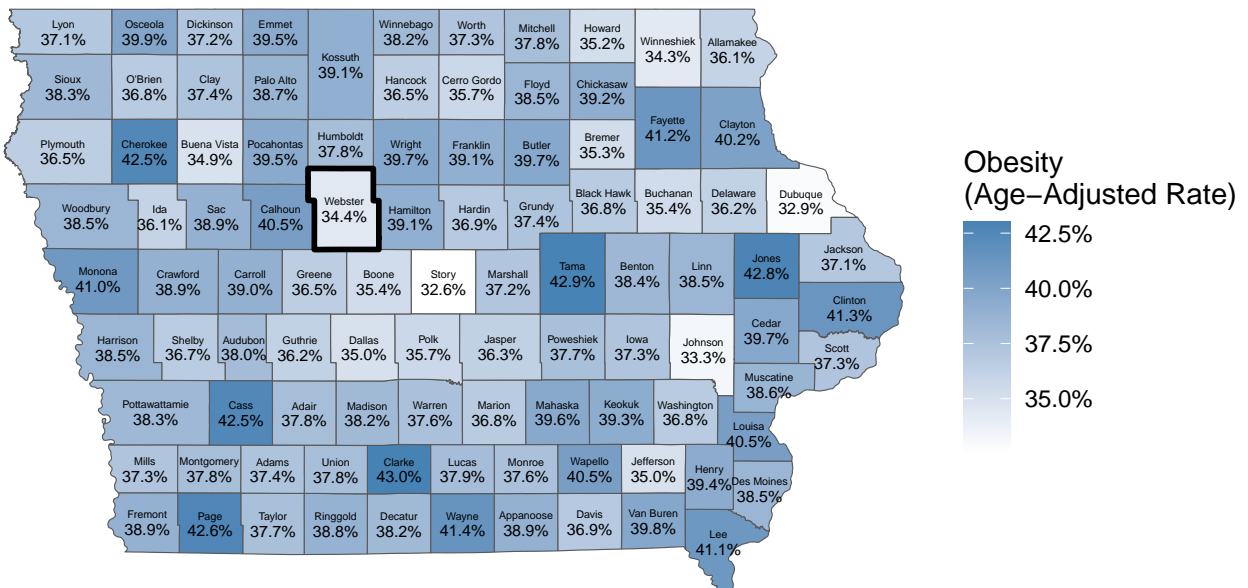 Lyon
37.1%
Osceola
39.9%
Dickinson
37.2%
Emmet
39.5%
Kossuth
39.1%
Winnebago
38.2%
Worth
37.3%
Mitchell
37.8%
Howard
35.2%
Winneshiek
34.3%
Allamakee
36.1%
Sioux
38.3%
O'Brien
36.8%
Clay
37.4%
Palo Alto
38.7%
Hancock
36.5%
Cerro Gordo
35.7%
Floyd
38.5%
Chickasaw
39.2%
Fayette
41.2%
Clayton
40.2%
Plymouth
36.5%
Cherokee
42.5%
Buena Vista
34.9%
Pocahontas
39.5%
Humboldt
37.8%
Wright
39.7%
Franklin
39.1%
Butler
39.7%
Bremer
35.3%
Woodbury
38.5%
Ida
36.1%
Sac
38.9%
Calhoun
40.5%
Webster
34.4%
Hamilton
39.1%
Hardin
36.9%
Grundy
37.4%
Black Hawk
36.8%
Buchanan
35.4%
Delaware
36.2%
Dubuque
32.9%
Monona
41.0%
Crawford
38.9%
Carroll
39.0%
Greene
36.5%
Boone
35.4%
Story
32.6%
Marshall
37.2%
Tama
42.9%
Benton
38.4%
Linn
38.5%
Jones
42.8%
Jackson
37.1%
Clinton
41.3%
Harrison
38.5%
Shelby
36.7%
Audubon
38.0%
Guthrie
36.2%
Dallas
35.0%
Polk
35.7%
Jasper
36.3%
Poweshiek
37.7%
Iowa
37.3%
Johnson
33.3%
Cedar
39.7%
Scott
37.3%
Muscatine
38.6%
Pottawattamie
38.3%
Cass
42.5%
Adair
37.8%
Madison
38.2%
Warren
37.6%
Marion
36.8%
Mahaska
39.6%
Keokuk
39.3%
Washington
36.8%
Louisa
40.5%
Mills
37.3%
Montgomery
37.8%
Adams
37.4%
Union
37.8%
Clarke
43.0%
Lucas
37.9%
Monroe
37.6%
Wapello
40.5%
Jefferson
35.0%
Henry
39.4%
Des Moines
38.5%
Fremont
38.9%
Page
42.6%
Taylor
37.7%
Ringgold
38.8%
Decatur
38.2%
Wayne
41.4%
Appanoose
38.9%
Davis
36.9%
Van Buren
39.8%
Lee
41.1%
Obesity
(Age−Adjusted Rate)
42.5%
40.0%
37.5%
35.0%